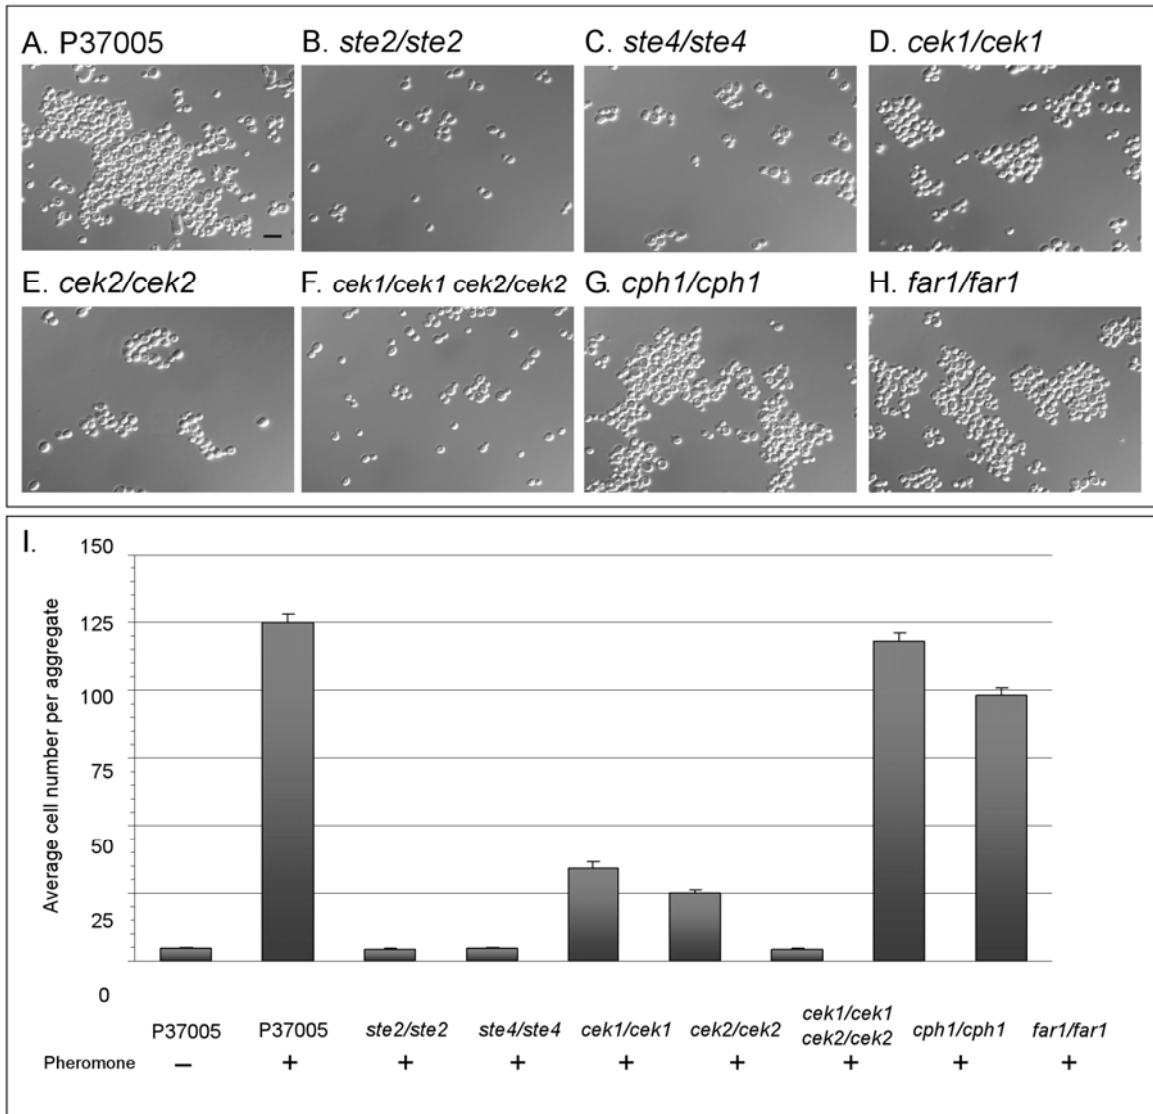 A. P37005
B. ste2/ste2
C. ste4/ste4
D. cek1/cek1
E. cek2/cek2
F. cek1/cek1 cek2/cek2
G. cph1/cph1
H. far1/far1
I.
Average cell number per aggregate
150
125
100
75
50
25
0
P37005 P37005 ste2/ste2 ste4/ste4 cek1/cek1 cek2/cek2 cek1/cek1 cph1/cph1 far1/far1
cek2/cek2
Pheromone − + + + + + + + +